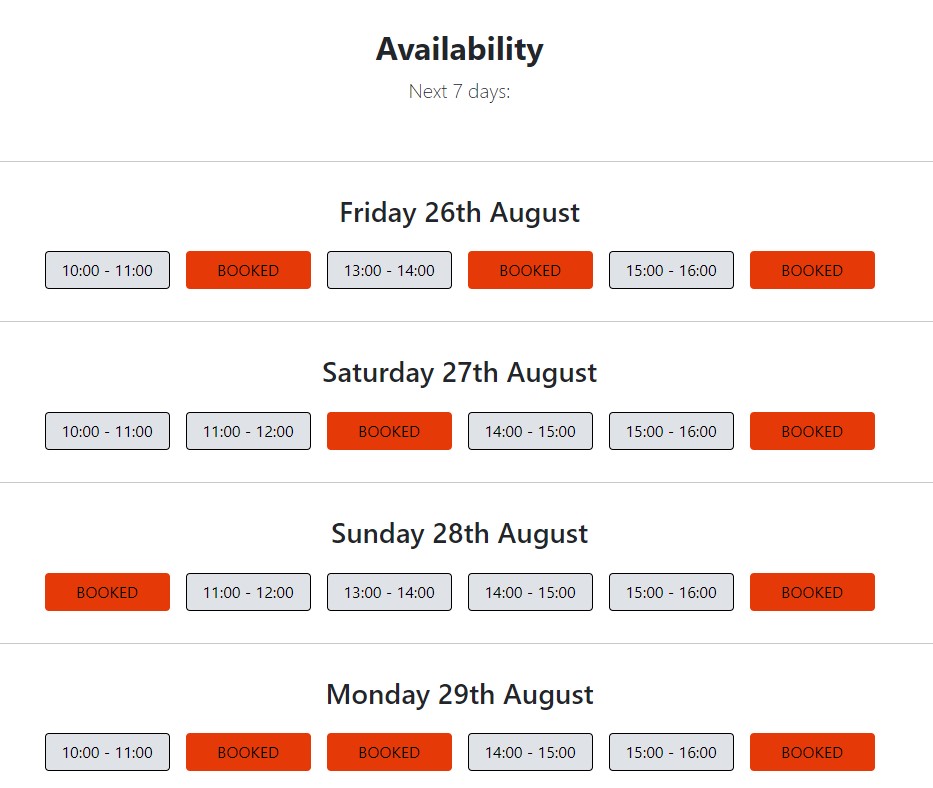 Availability
Next 7 days:
Friday 26th August
10:00 - 11:00 BOOKED 13:00 - 14:00 BOOKED 15:00 - 16:00 BOOKED
Saturday 27th August
10:00 - 11:00 11:00 - 12:00 BOOKED 14:00 - 15:00 15:00 - 16:00 BOOKED
Sunday 28th August
BOOKED 11:00 - 12:00 13:00 - 14:00 14:00 - 15:00 15:00 - 16:00 BOOKED
Monday 29th August
10:00 - 11:00 BOOKED BOOKED 14:00 - 15:00 15:00 - 16:00 BOOKED